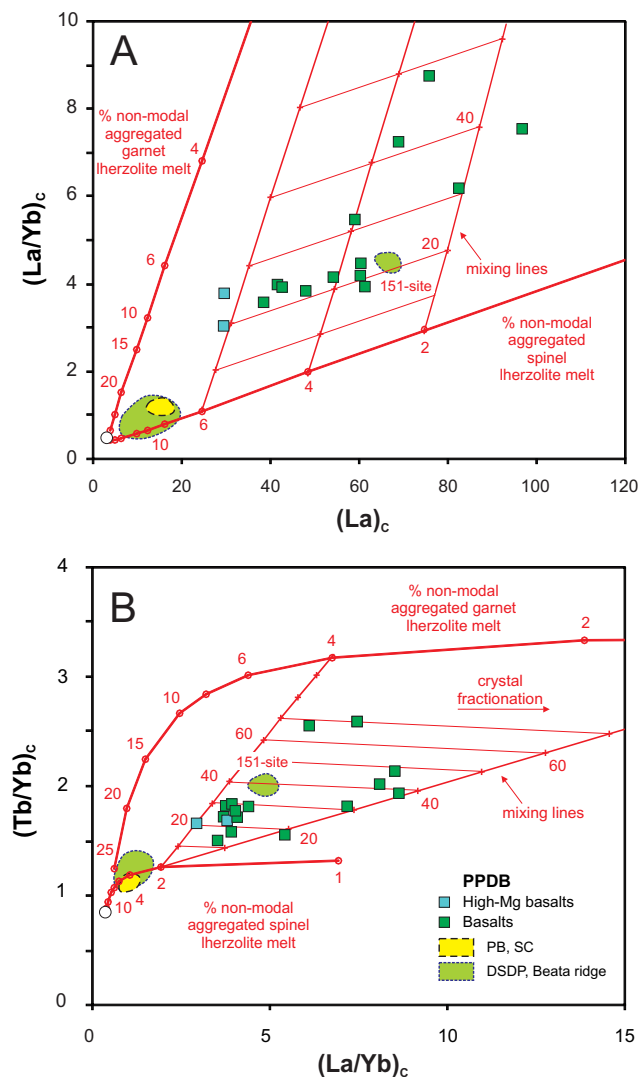 A
10
8
6
4
2
0
(La/Yb)c
% non-modal
aggregated
garnet
lherzolite melt
4
6
10
15
20
40
20
mixing lines
151-site
2
4
6
10
% non-modal
aggregated
spinel
lherzolite melt
0
20
40
60
80
100
120
(La)c
B
4
3
2
1
0
(Tb/Yb)c
% non-modal
aggregated garnet
lherzolite melt
2
4
6
10
15
20
25
crystal
fractionation
60
60
151-site
40
40
mixing lines
20
20
10
4
2
1
% non-modal
aggregated spinel
lherzolite melt
PPDB
High-Mg basalts
Basalts
PB, SC
DSDP, Beata ridge
0
5
10
15
(La/Yb)c